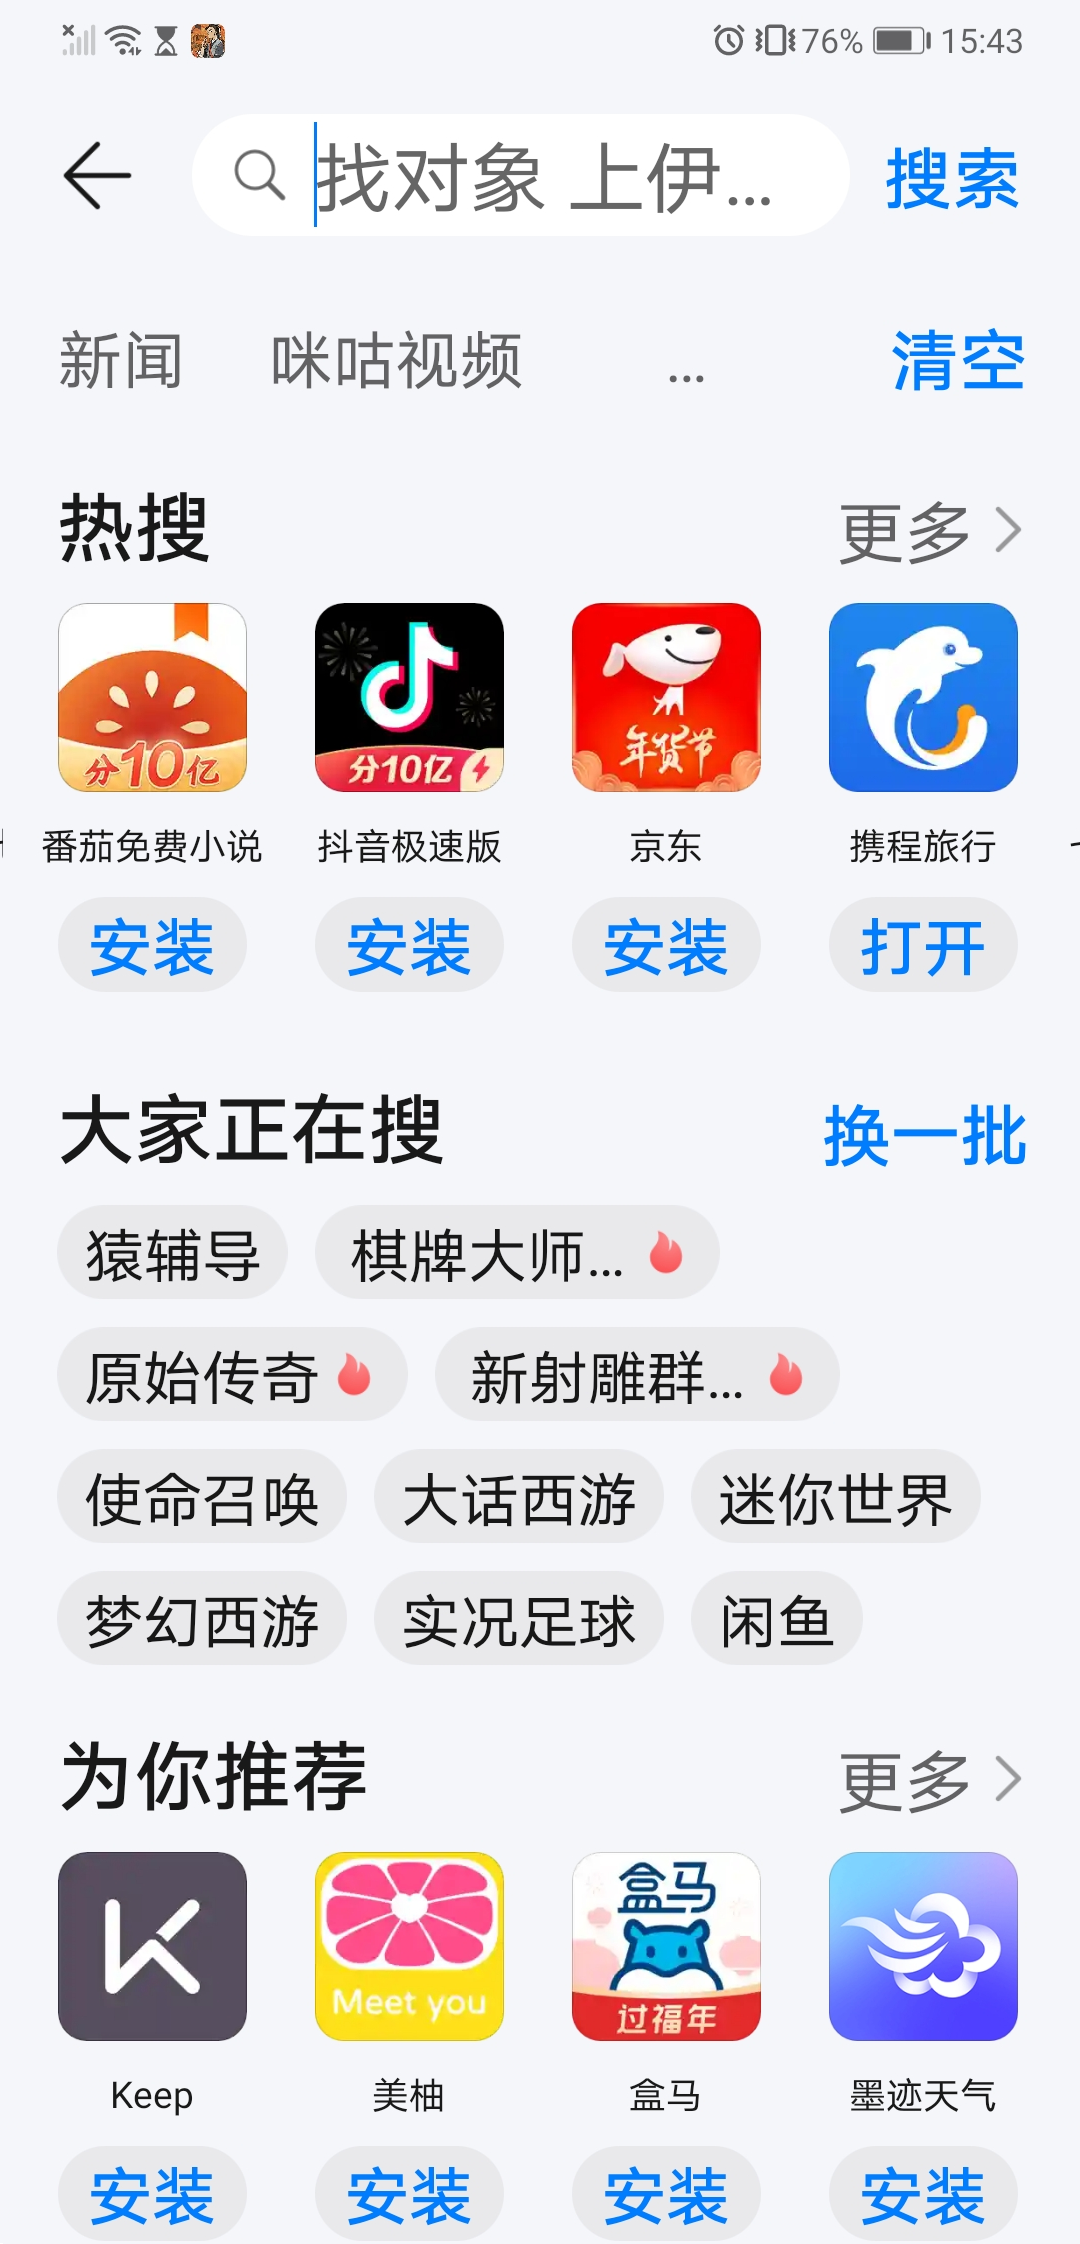 76% 15:43
找对象 上伊... 搜索
新闻 咪咕视频 ... 清空
热搜 更多
分10亿 分10亿 年货节
番茄免费小说 抖音极速版 京东 携程旅行
安装 安装 安装 打开
大家正在搜 换一批
猿辅导 棋牌大师...
原始传奇 新射雕群...
使命召唤 大话西游 迷你世界
梦幻西游 实况足球 闲鱼
为你推荐 更多
K Meet you 盒马 过福年
Keep 美柚 盒马 墨迹天气
安装 安装 安装 安装